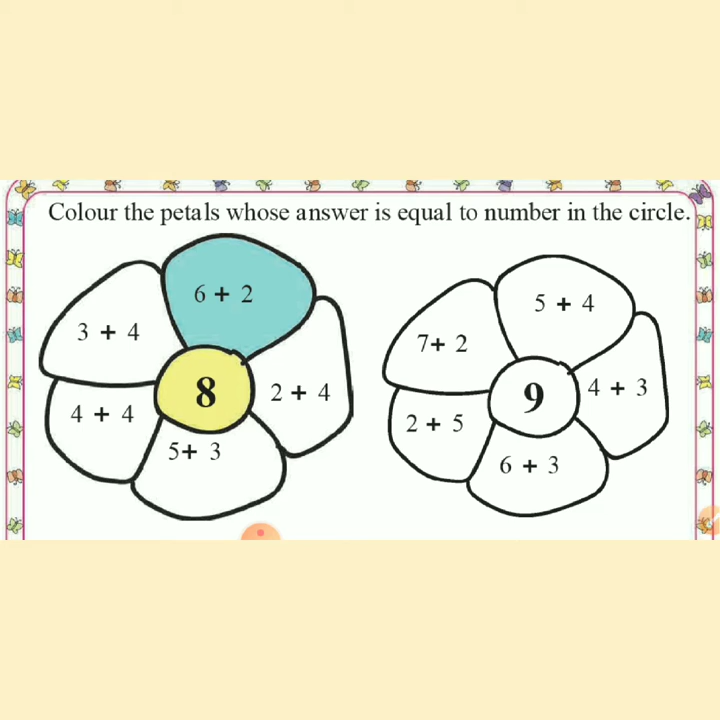 Colour the petals whose answer is equal to number in the circle.
6 + 2
3 + 4
8
2 + 4
4 + 4
5+ 3
5 + 4
7+ 2
9
4 + 3
2 + 5
6 + 3